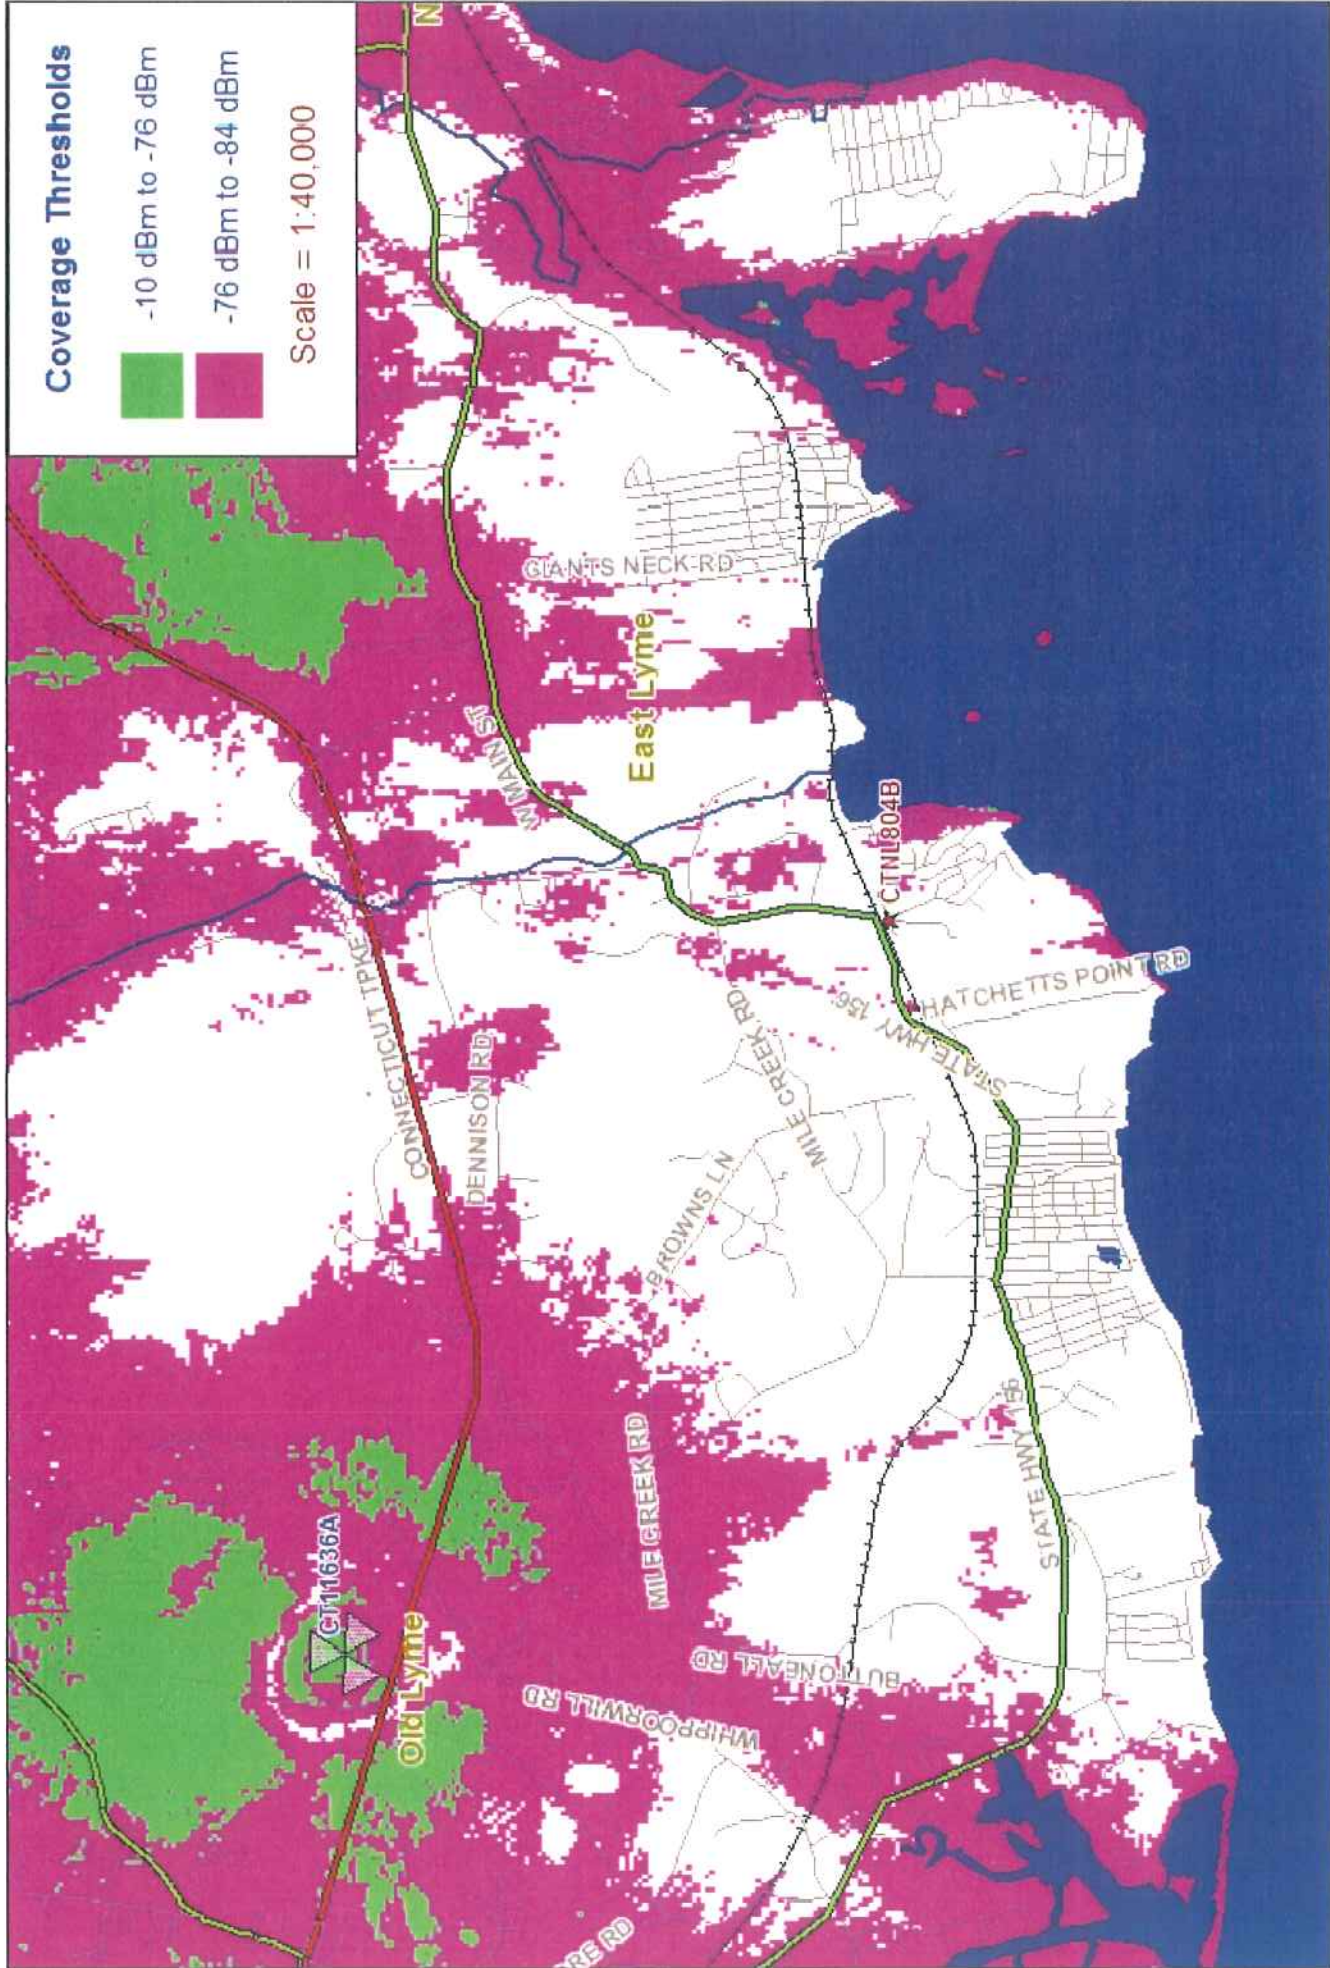 Coverage Thresholds
-10 dBm to -76 dBm
-76 dBm to -84 dBm
Scale = 1:40,000
N
GIANTS NECK RD
East Lyme
W MAIN ST
CTNL804B
CONNECTICUT TPKE
HATCHETTS POINT RD
STATE HWY 156
MILE CREEK RD
DENNISON RD
BROWNS LN
STATE HWY 156
MILE CREEK RD
CT11636A
Old Lyme
BUTTONBALL RD
WHIPPOORWILL RD
ORE RD